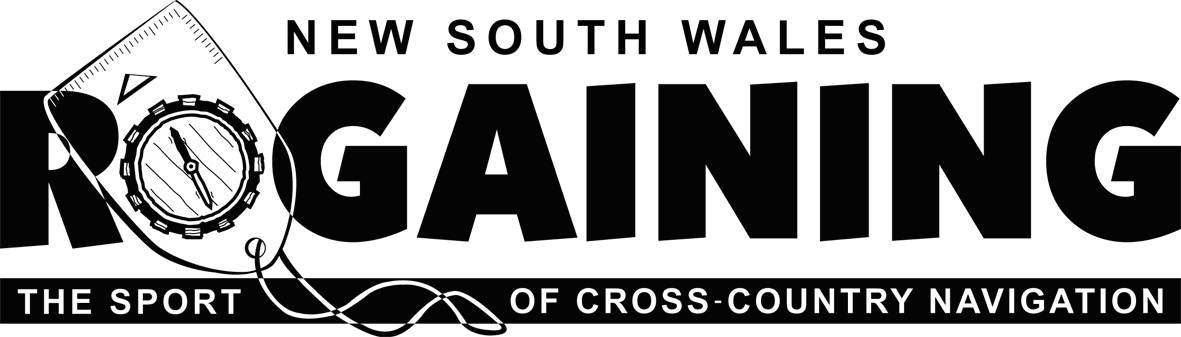 NEW SOUTH WALES
ROGAINING
THE SPORT OF CROSS-COUNTRY NAVIGATION